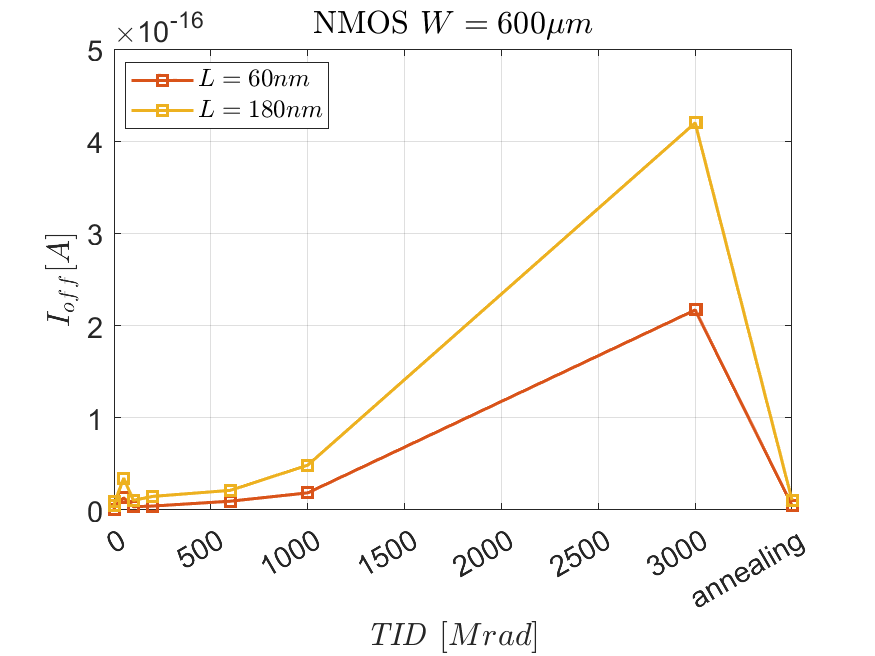 NMOS W = 600μm
×10-16
L = 60nm
L = 180nm
5
4
3
2
1
0
Ioff[A]
0
500
1000
1500
2000
2500
3000
annealing
TID [Mrad]